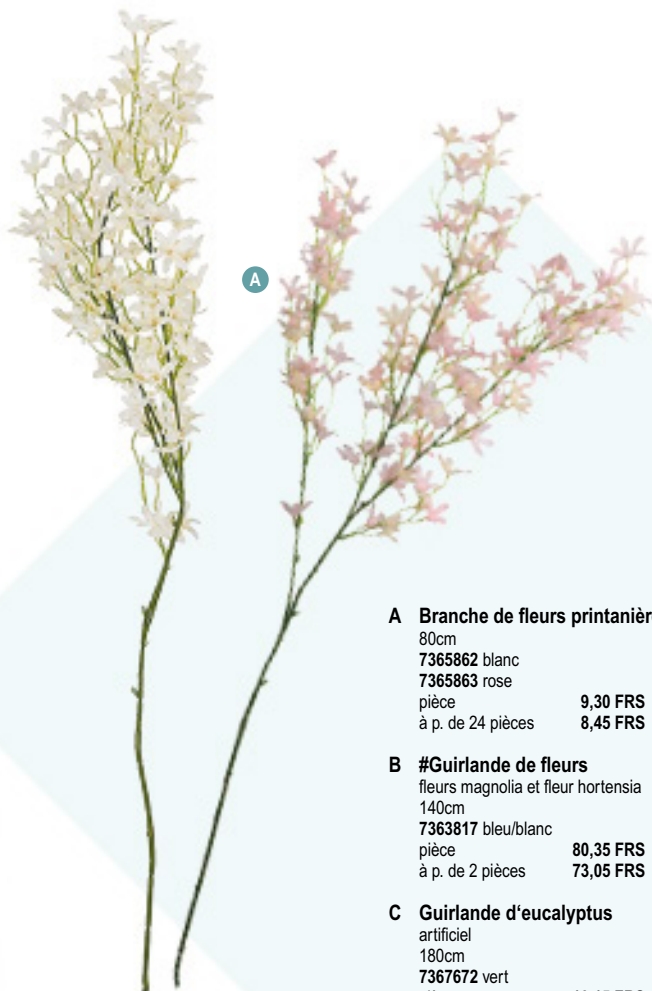 A
A Branche de fleurs printanière
80cm
7365862 blanc
7365863 rose
pièce 9,30 FRS
à p. de 24 pièces 8,45 FRS
B #Guirlande de fleurs
fleurs magnolia et fleur hortensia
140cm
7363817 bleu/blanc
pièce 80,35 FRS
à p. de 2 pièces 73,05 FRS
C Guirlande d‘eucalyptus
artificiel
180cm
7367672 vert